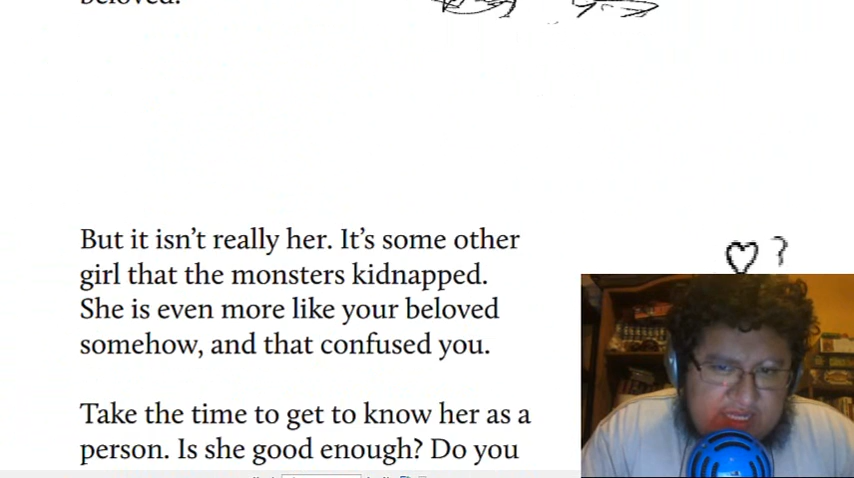 beloved.
But it isn’t really her. It’s some other
girl that the monsters kidnapped.
She is even more like your beloved
somehow, and that confused you.
Take the time to get to know her as a
person. Is she good enough? Do you
?